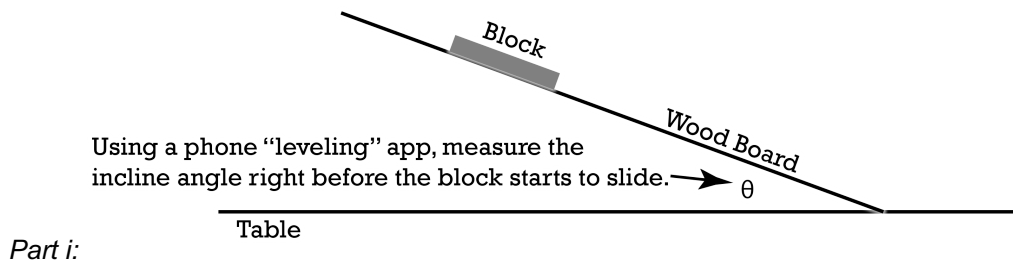 Block
Wood Board
Using a phone “leveling” app, measure the
incline angle right before the block starts to slide.
θ
Table
Part i: